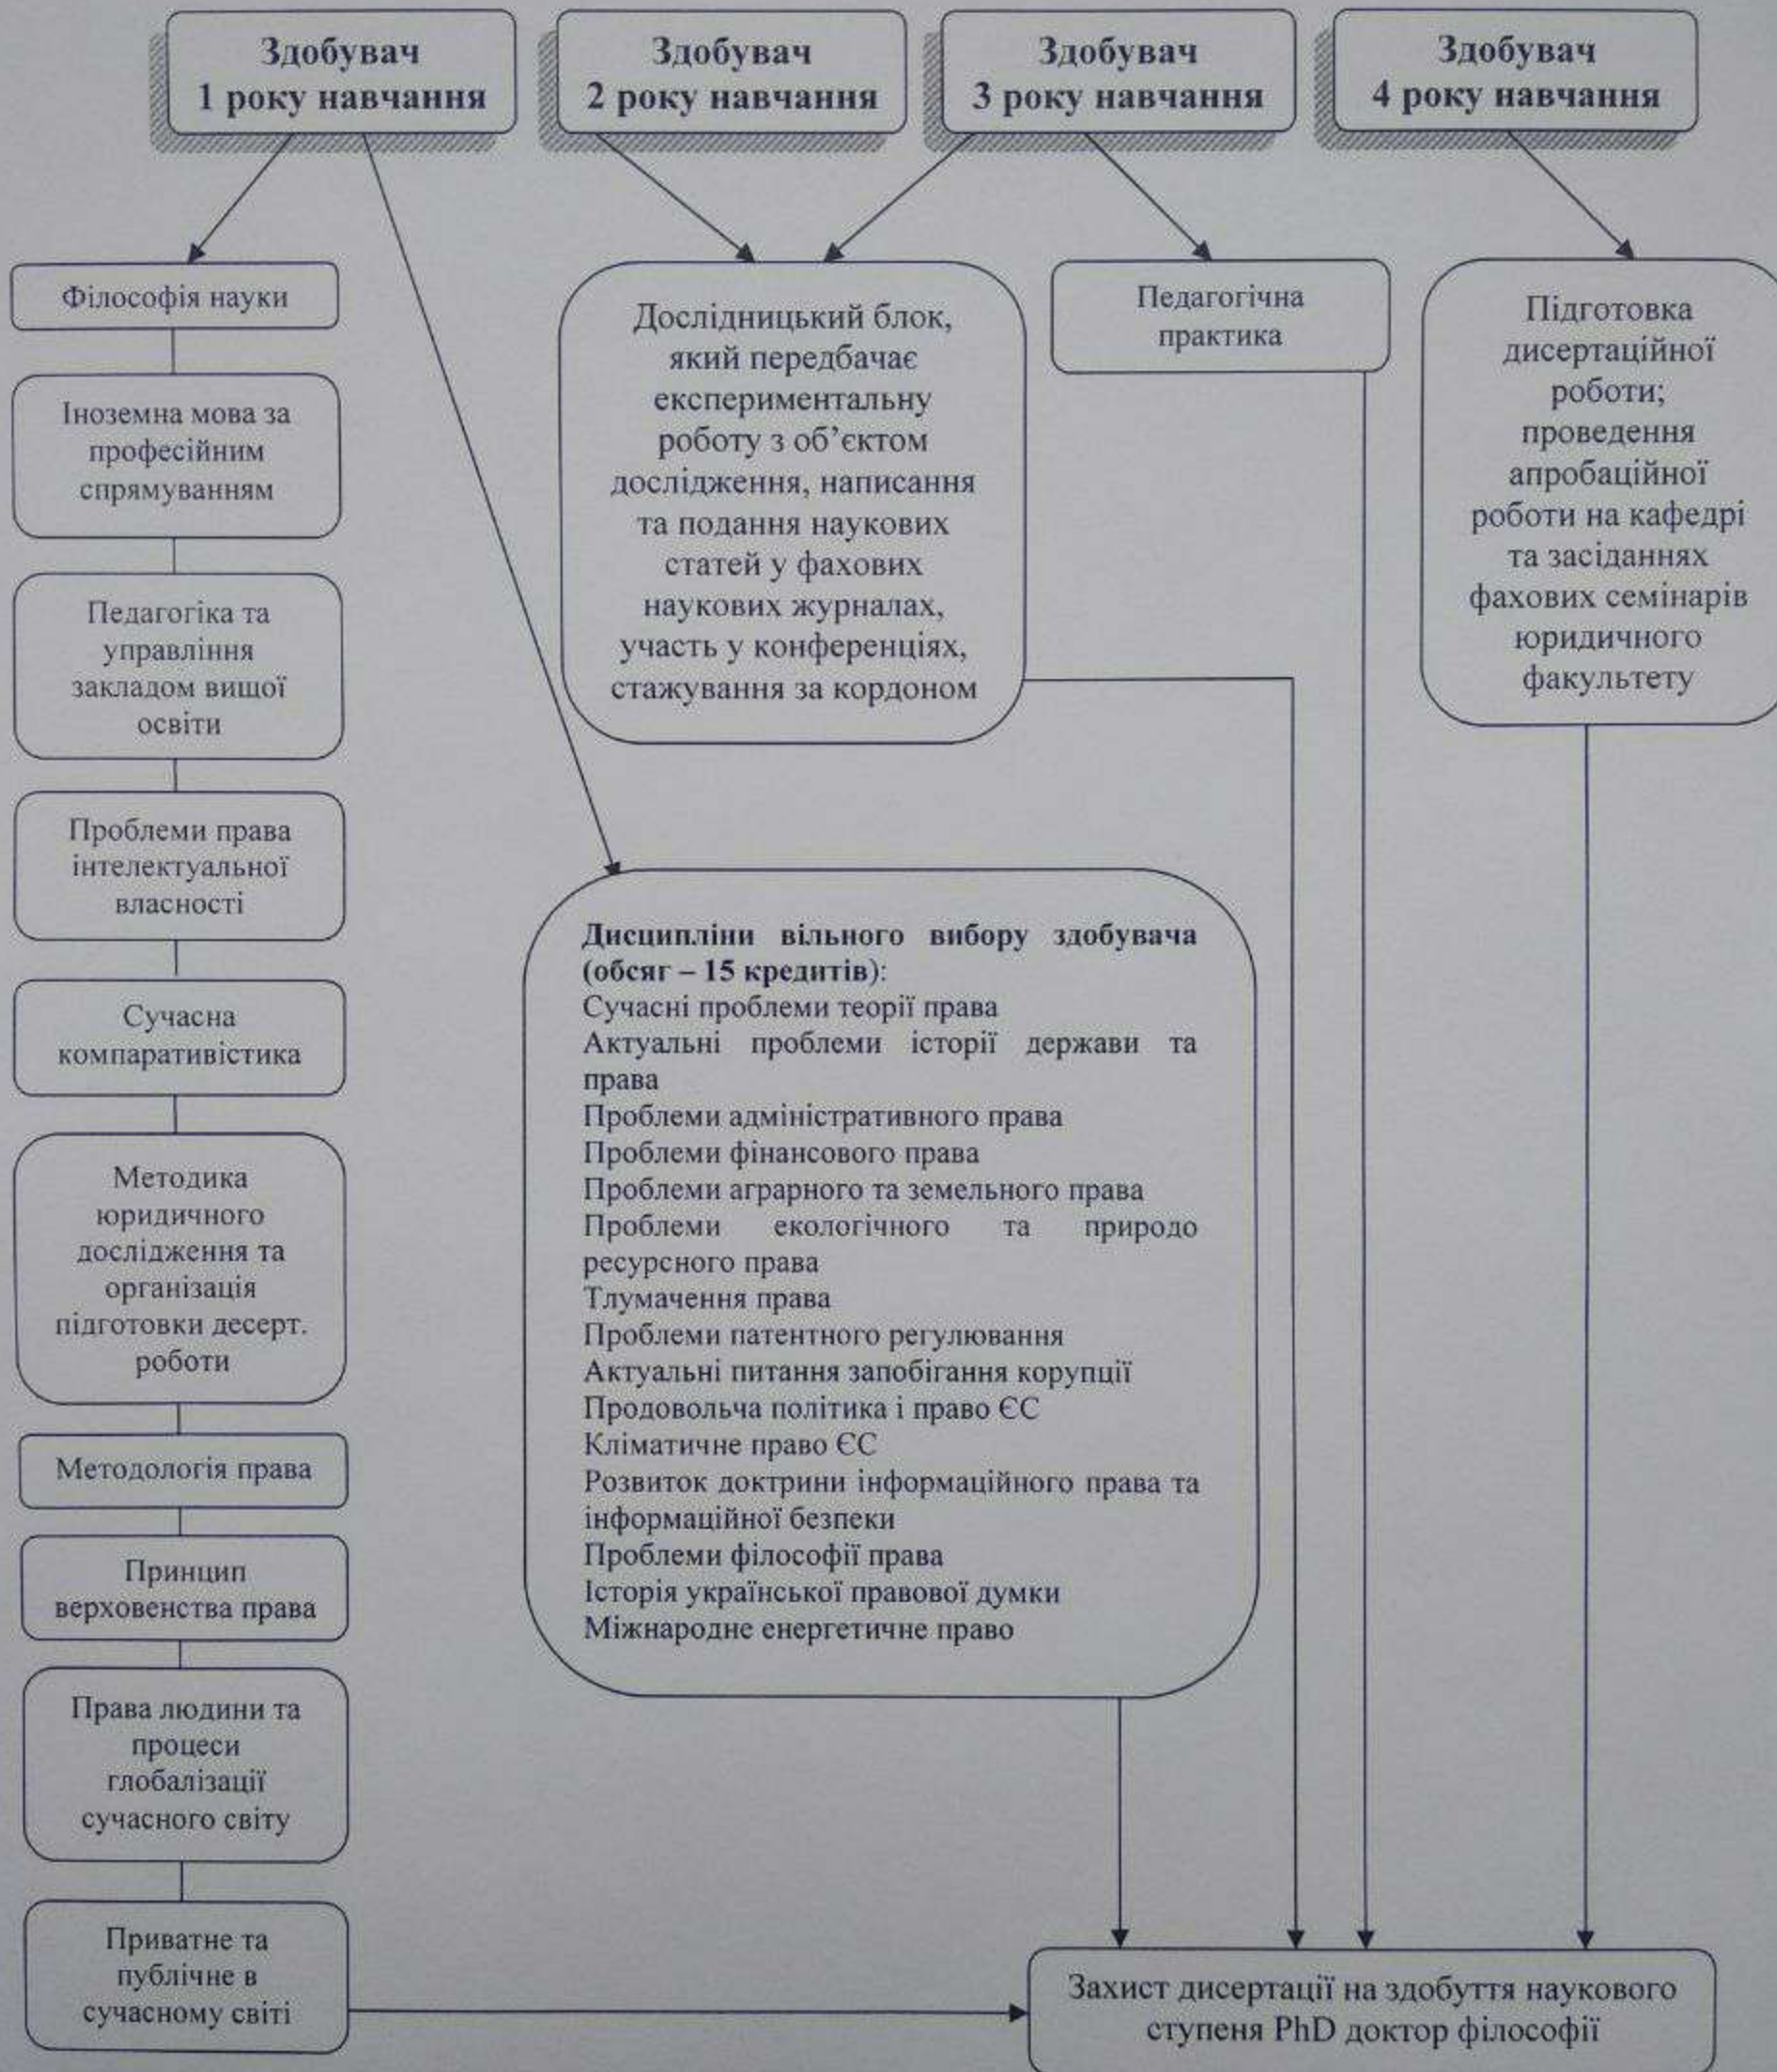 Здобувач
1 року навчання
Здобувач
2 року навчання
Здобувач
3 року навчання
Здобувач
4 року навчання
Філософія науки
Іноземна мова за
професійним
спрямуванням
Педагогіка та
управління
закладом вищої
освіти
Проблеми права
інтелектуальної
власності
Сучасна
компаративістика
Методика
юридичного
дослідження та
організація
підготовки десерт.
роботи
Методологія права
Принцип
верховенства права
Права людини та
процеси
глобалізації
сучасного світу
Приватне та
публічне в
сучасному світі
Дослідницький блок,
який передбачає
експериментальну
роботу з об’єктом
дослідження, написання
та подання наукових
статей у фахових
наукових журналах,
участь у конференціях,
стажування за кордоном
Педагогічна
практика
Підготовка
дисертаційної
роботи;
проведення
апробаційної
роботи на кафедрі
та засіданнях
фахових семінарів
юридичного
факультету
Дисципліни вільного вибору здобувача
(обсяг – 15 кредитів):
Сучасні проблеми теорії права
Актуальні проблеми історії держави та
права
Проблеми адміністративного права
Проблеми фінансового права
Проблеми аграрного та земельного права
Проблеми екологічного та природо
ресурсного права
Тлумачення права
Проблеми патентного регулювання
Актуальні питання запобігання корупції
Продовольча політика і право ЄС
Кліматичне право ЄС
Розвиток доктрини інформаційного права та
інформаційної безпеки
Проблеми філософії права
Історія української правової думки
Міжнародне енергетичне право
Захист дисертації на здобуття наукового
ступеня PhD доктор філософії